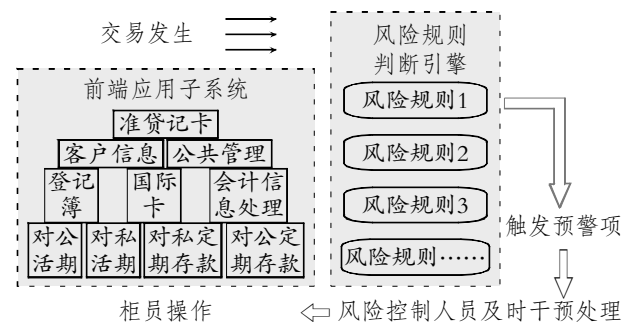 交易发生
前端应用子系统
准贷记卡
客户信息 公共管理
登记簿
国际卡
会计信息处理
对公活期
对私活期
对私定期存款
对公定期存款
柜员操作
风险规则
判断引擎
风险规则1
风险规则2
风险规则3
风险规则……
触发预警项
风险控制人员及时干预处理